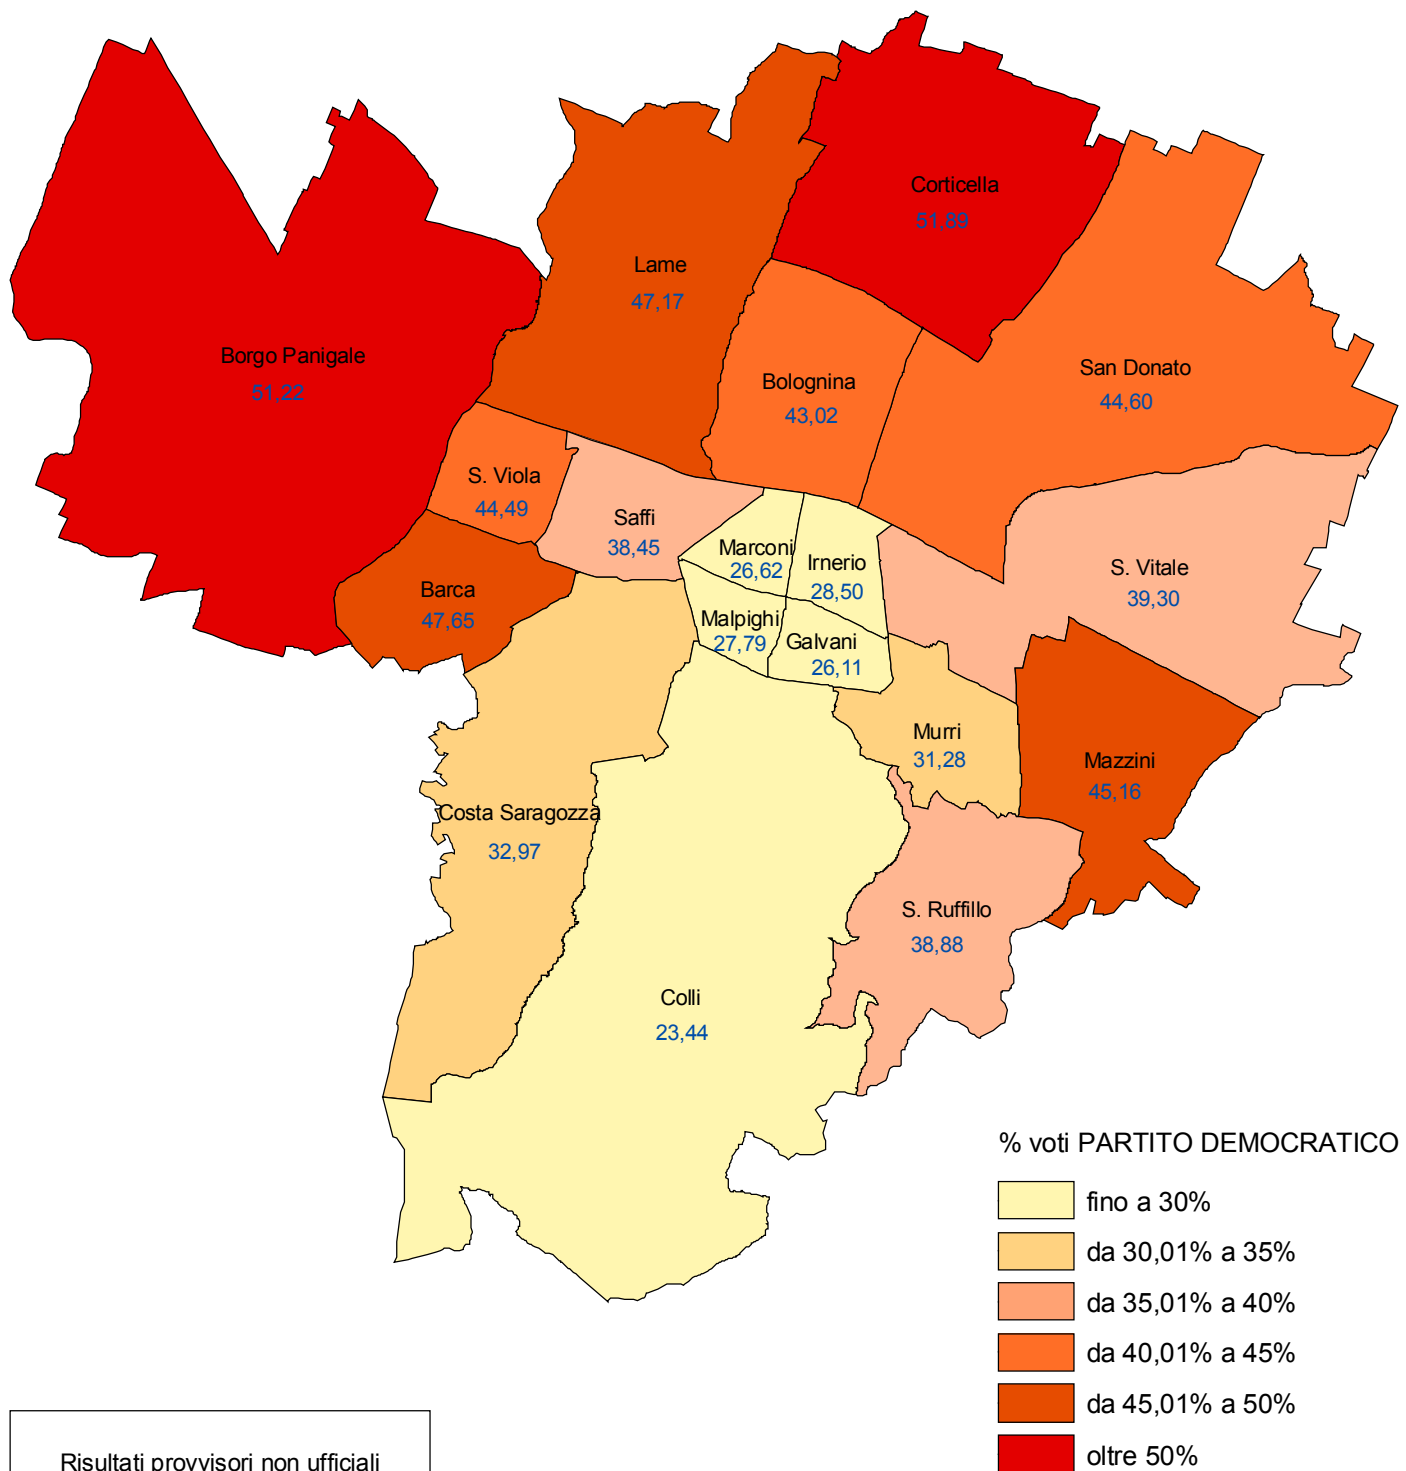 Corticella
51,89
Lame
47,17
Borgo Panigale
51,22
Bolognina
43,02
San Donato
44,60
S. Viola
44,49
Saffi
38,45
Marconi
26,62
Irnerio
28,50
S. Vitale
39,30
Barca
47,65
Malpighi
27,79
Galvani
26,11
Murri
31,28
Mazzini
45,16
Costa Saragozza
32,97
S. Ruffillo
38,88
Colli
23,44
% voti PARTITO DEMOCRATICO
fino a 30%
da 30,01% a 35%
da 35,01% a 40%
da 40,01% a 45%
da 45,01% a 50%
oltre 50%
Risultati provvisori non ufficiali